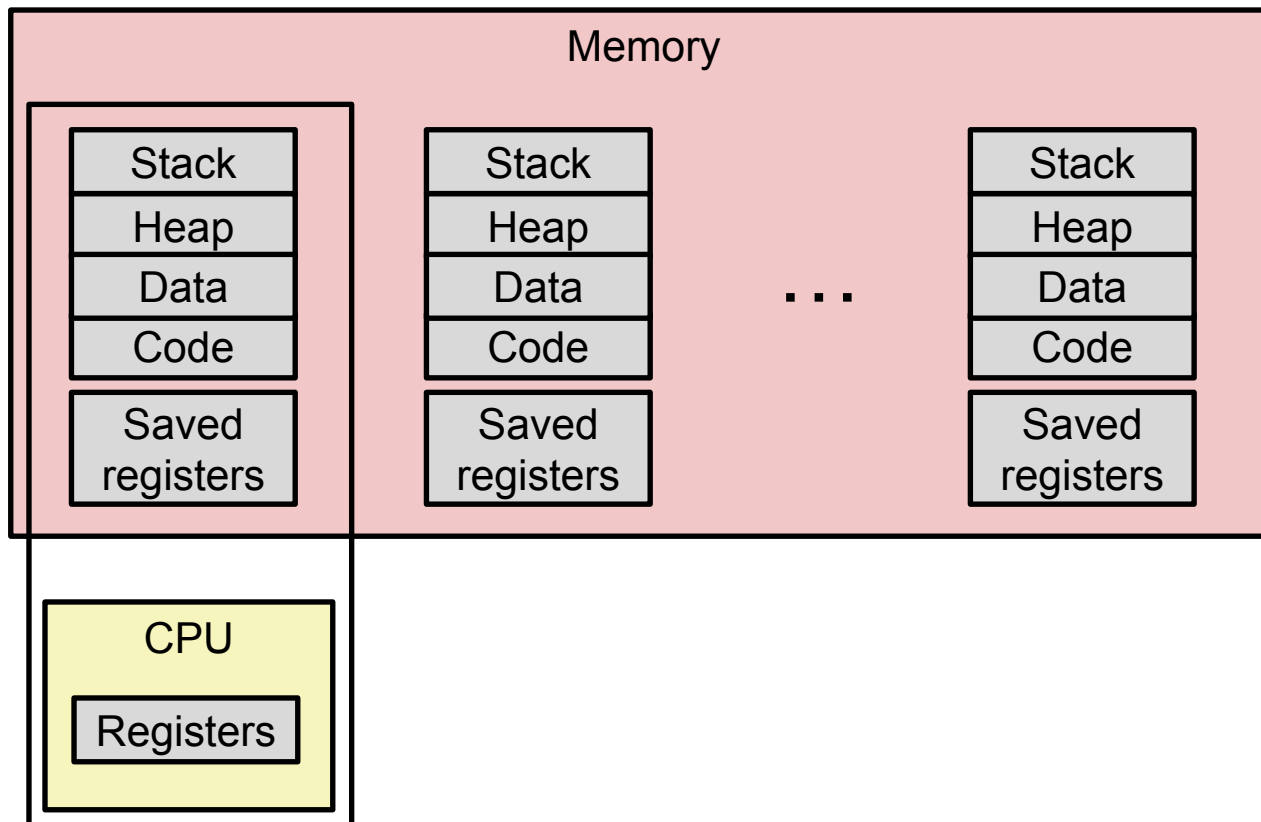 Memory
Stack
Heap
Data
Code
Saved
registers
Stack
Heap
Data
Code
Saved
registers
...
Stack
Heap
Data
Code
Saved
registers
CPU
Registers